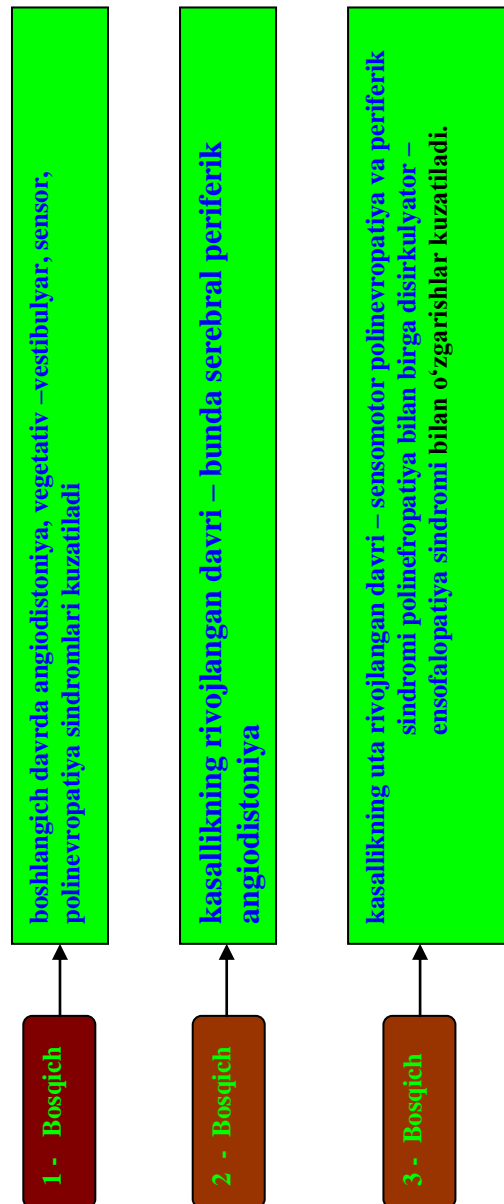 1 -  Bosqich
boshlangich davrda angiodistoniya, vegetativ –vestibulyar, sensor,
polinevropatiya sindromlari kuzatiladi
2 -  Bosqich
kasallikning rivojlangan davri – bunda serebral periferik
angiodistoniya
3 -  Bosqich
kasallikning uta rivojlangan davri – sensomotor polinevropatiya va periferik
sindromi polinefropatiya bilan birga disirkulyator –
ensofalopatiya sindromi bilan o‘zgarishlar kuzatiladi.